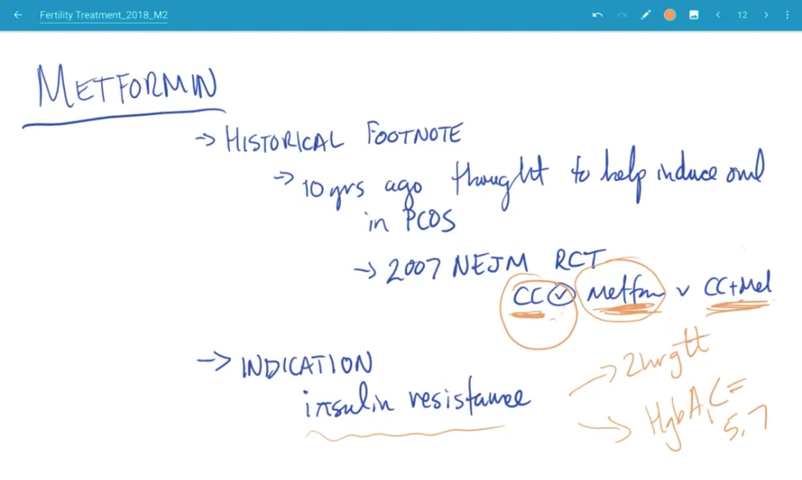 Fertility Treatment_2018_M2
12
METFORMIN
→ HISTORICAL FOOTNOTE
→ 10 yrs ago thought to help induce ovul
in PCOS
→ 2007 NEJM RCT
CC v Metform v CC+Met
→ INDICATION
insulin resistance
→ 2hr gtt
→ HgbA1C =
5.7